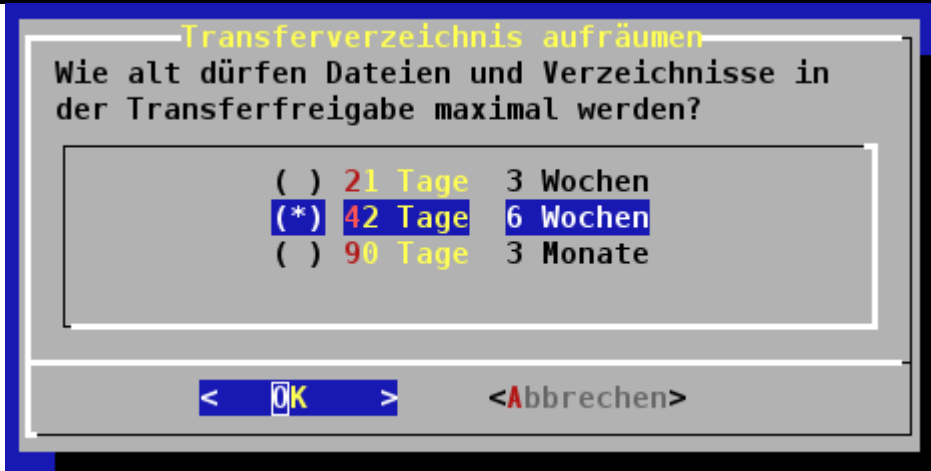 Transferverzeichnis aufräumen
Wie alt dürfen Dateien und Verzeichnisse in
der Transferfreigabe maximal werden?
( ) 21 Tage 3 Wochen
(*) 42 Tage 6 Wochen
( ) 90 Tage 3 Monate
< OK > <Abbrechen>